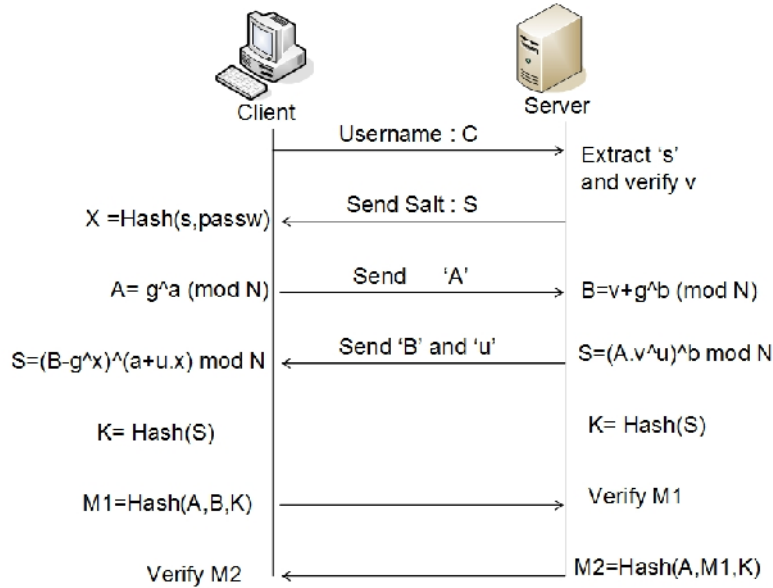 Client
Server
Username : C
Extract ‘s’
and verify v
Send Salt : S
X =Hash(s,passw)
A= g^a (mod N)
Send ‘A’
B=v+g^b (mod N)
S=(B-g^x)^(a+u.x) mod N
Send ‘B’ and ‘u’
S=(A.v^u)^b mod N
K= Hash(S)
K= Hash(S)
M1=Hash(A,B,K)
Verify M1
Verify M2
M2=Hash(A,M1,K)